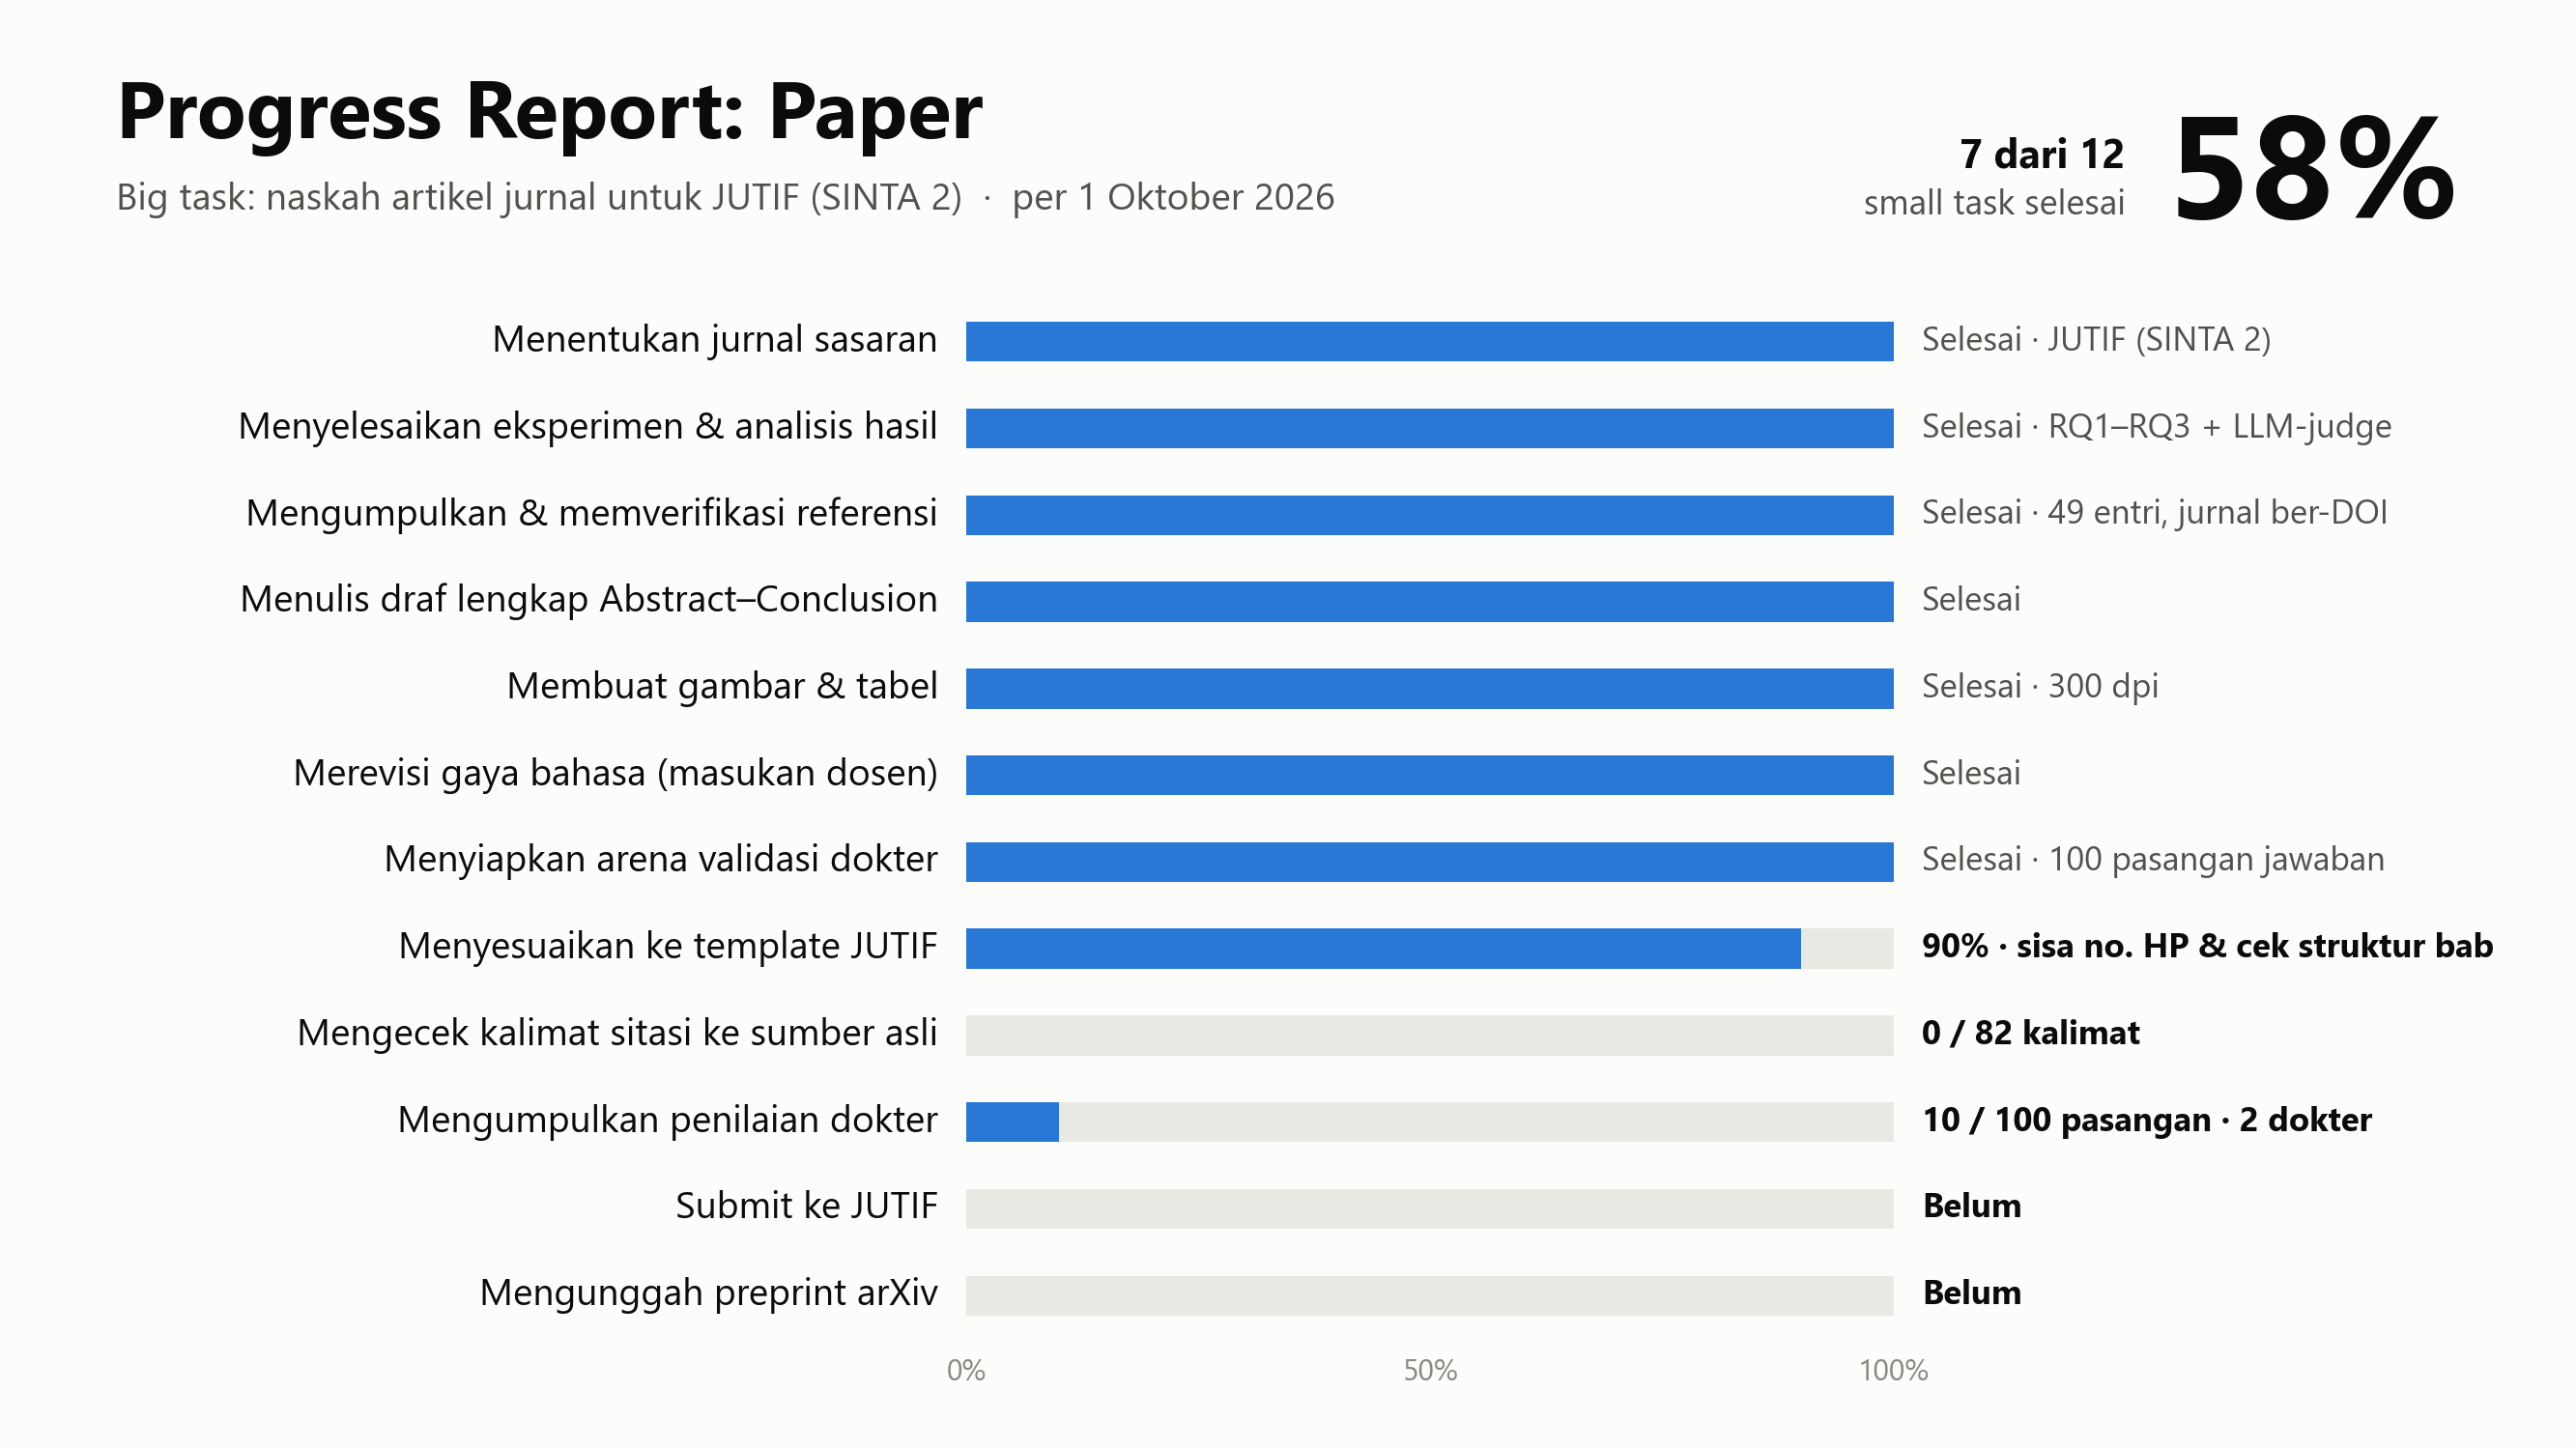 Progress Report: Paper
Big task: naskah artikel jurnal untuk JUTIF (SINTA 2) · per 1 Oktober 2026
7 dari 12
small task selesai
58%
Menentukan jurnal sasaran
Selesai · JUTIF (SINTA 2)
Menyelesaikan eksperimen & analisis hasil
Selesai · RQ1–RQ3 + LLM-judge
Mengumpulkan & memverifikasi referensi
Selesai · 49 entri, jurnal ber-DOI
Menulis draf lengkap Abstract–Conclusion
Selesai
Membuat gambar & tabel
Selesai · 300 dpi
Merevisi gaya bahasa (masukan dosen)
Selesai
Menyiapkan arena validasi dokter
Selesai · 100 pasangan jawaban
Menyesuaikan ke template JUTIF
90% · sisa no. HP & cek struktur bab
Mengecek kalimat sitasi ke sumber asli
0 / 82 kalimat
Mengumpulkan penilaian dokter
10 / 100 pasangan · 2 dokter
Submit ke JUTIF
Belum
Mengunggah preprint arXiv
Belum
0% 50% 100%